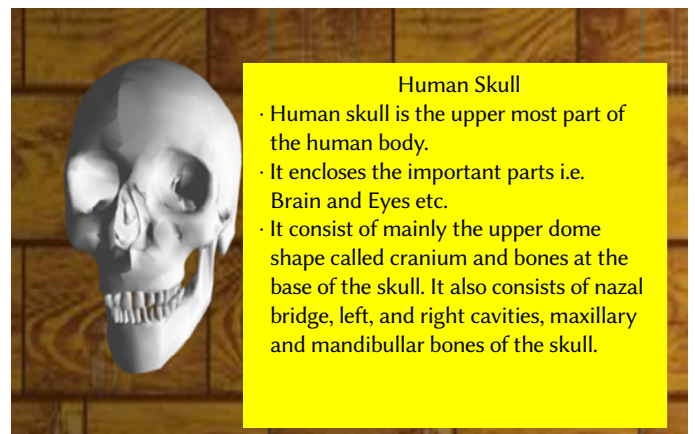 Human Skull
· Human skull is the upper most part of
the human body.
· It encloses the important parts i.e.
Brain and Eyes etc.
· It consist of mainly the upper dome
shape called cranium and bones at the
base of the skull. It also consists of nazal
bridge, left, and right cavities, maxillary
and mandibullar bones of the skull.